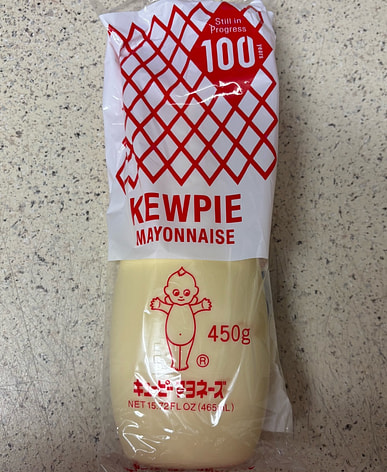 Still in
Progress
100
YEARS
KEWPIE
MAYONNAISE
450g
®
キユーピーマヨネーズ
NET 15.72 FL OZ (465mL)